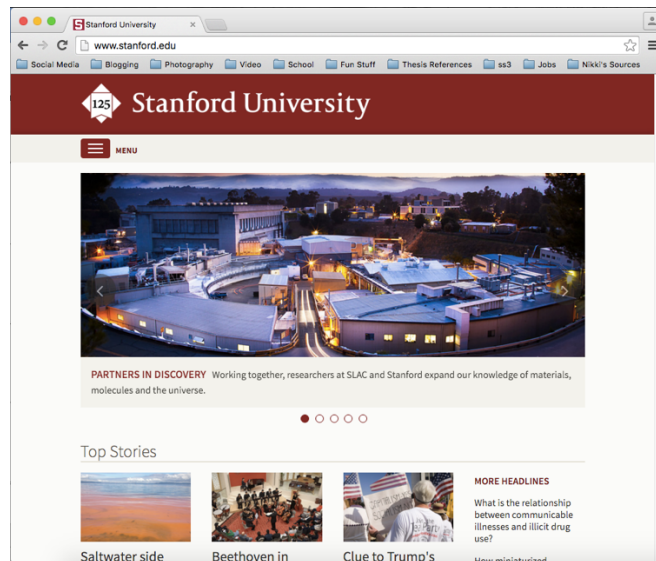 Stanford University
www.stanford.edu
Social Media Blogging Photography Video School Fun Stuff Thesis References ss3 Jobs Nikki's Sources
125 Stanford University
MENU
PARTNERS IN DISCOVERY Working together, researchers at SLAC and Stanford expand our knowledge of materials,
molecules and the universe.
Top Stories
MORE HEADLINES
What is the relationship
between communicable
illnesses and illicit drug
use?
Saltwater side
Beethoven in
Clue to Trump's
How miniaturized